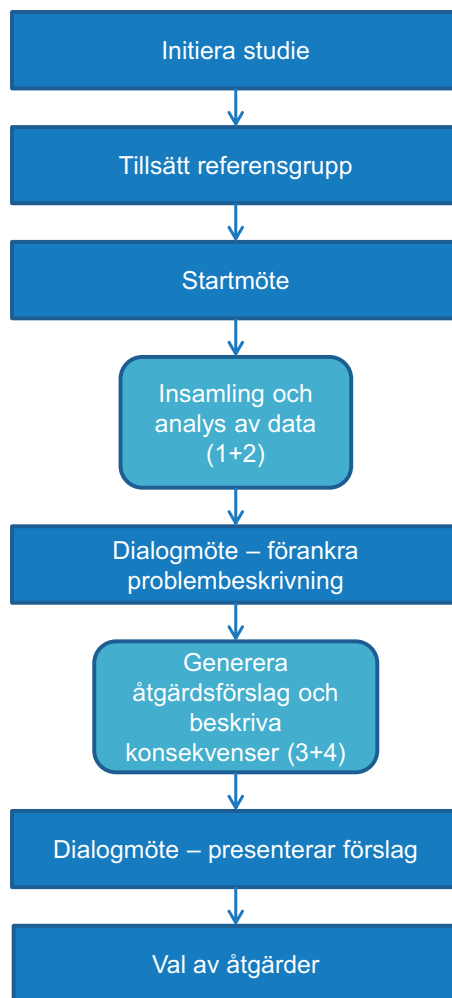 Initiera studie
Tillsätt referensgrupp
Startmöte
Insamling och
analys av data
(1+2)
Dialogmöte – förankra
problembeskrivning
Generera
åtgärdsförslag och
beskriva
konsekvenser (3+4)
Dialogmöte – presenterar förslag
Val av åtgärder